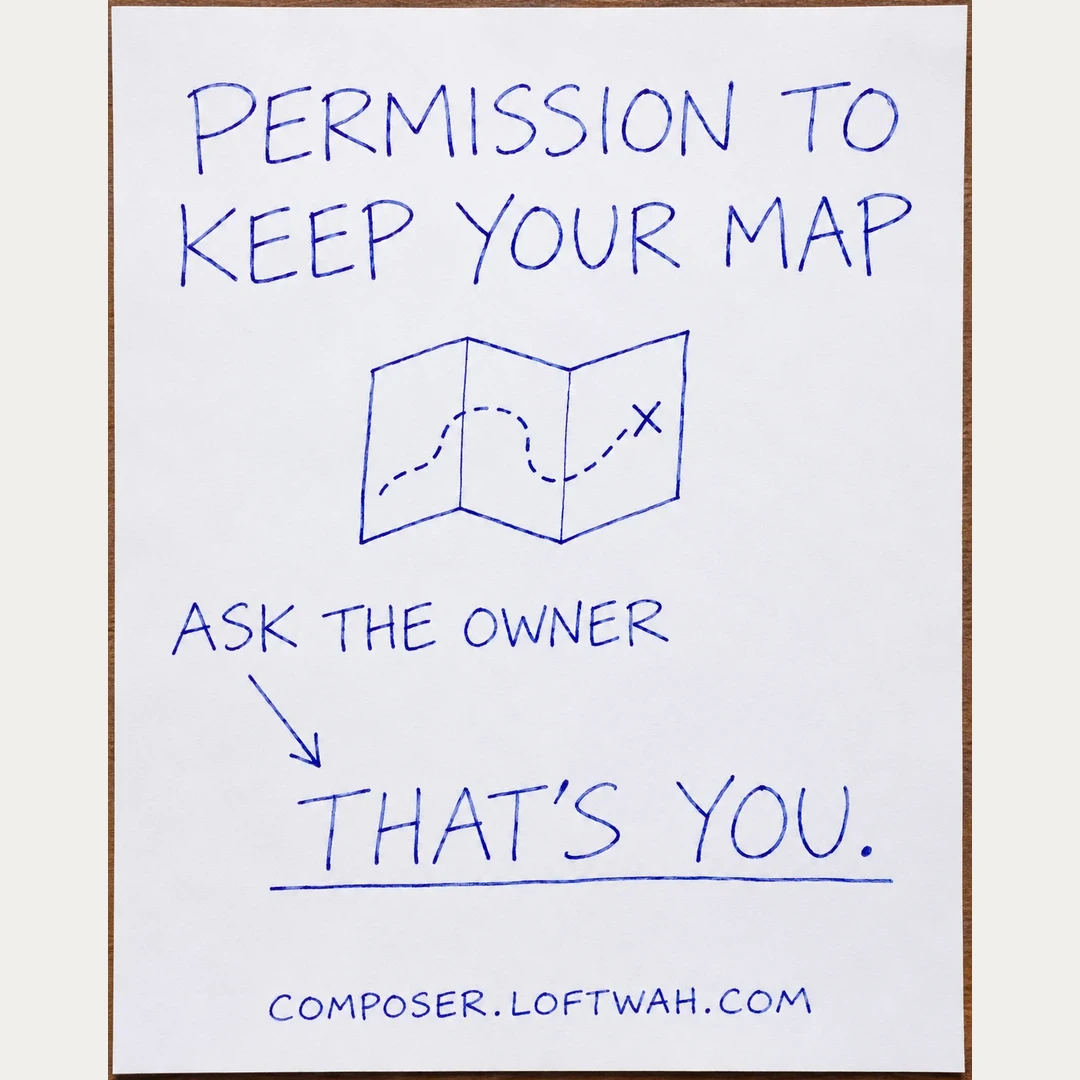 PERMISSION TO
KEEP YOUR MAP
X
ASK THE OWNER
THAT'S YOU.
COMPOSER.LOFTWAH.COM